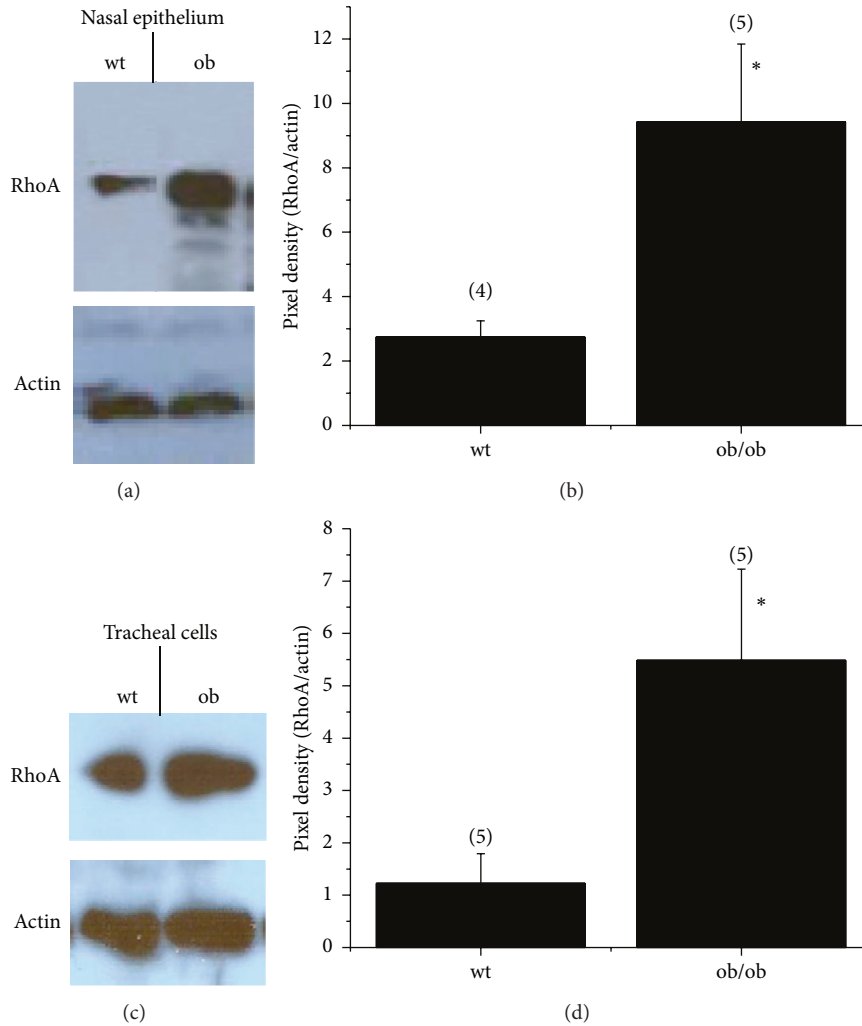 Nasal epithelium
wt ob
RhoA
Actin
(a)
12
10
8
6
4
2
0
Pixel density (RhoA/actin)
(4)
(5)
*
wt ob/ob
(b)
Tracheal cells
wt ob
RhoA
Actin
(c)
8
7
6
5
4
3
2
1
0
Pixel density (RhoA/actin)
(5)
(5)
*
wt ob/ob
(d)